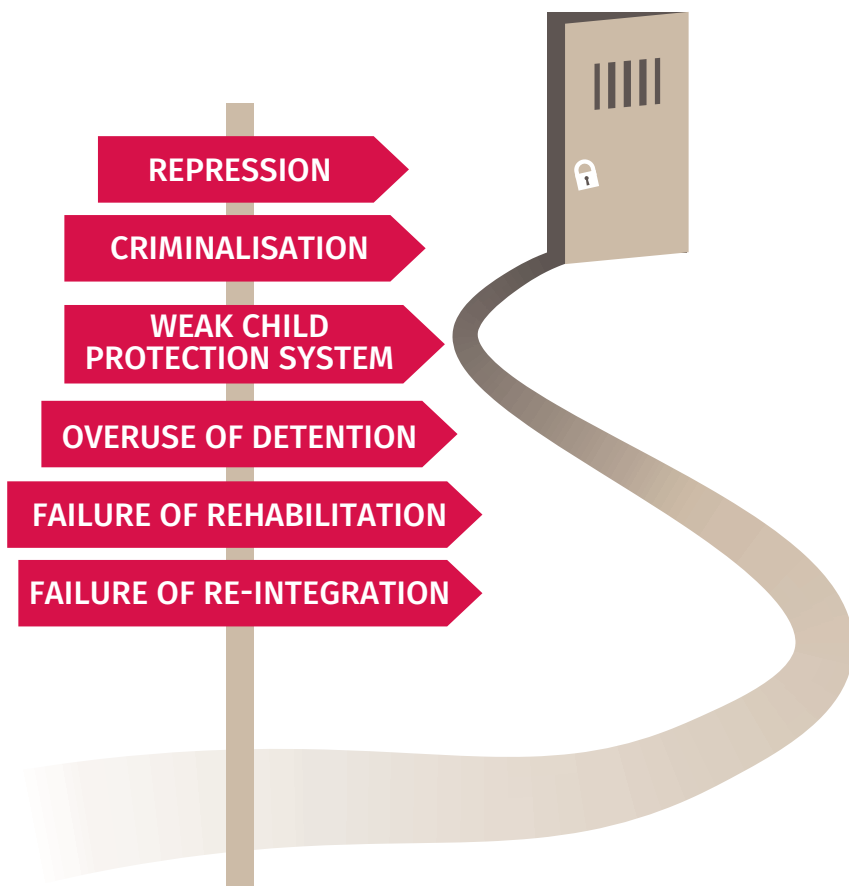 REPRESSION
CRIMINALISATION
WEAK CHILD
PROTECTION SYSTEM
OVERUSE OF DETENTION
FAILURE OF REHABILITATION
FAILURE OF RE-INTEGRATION